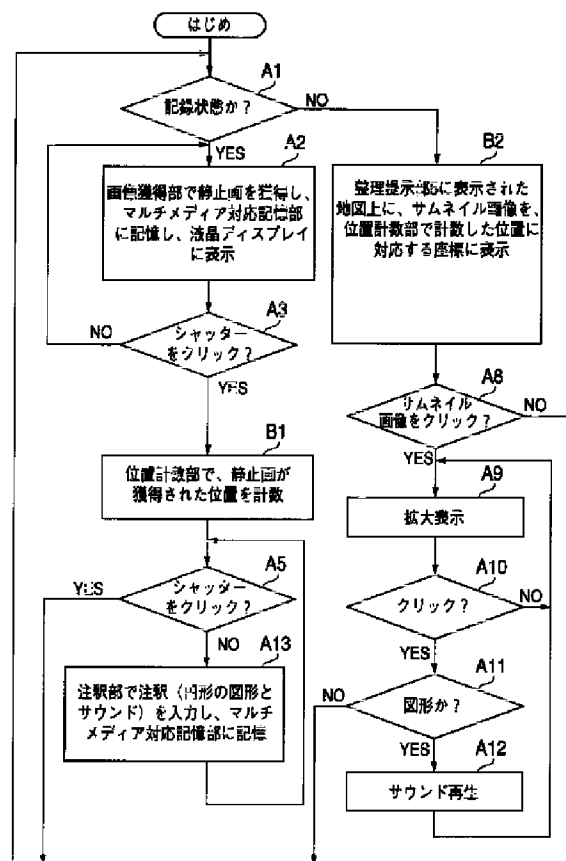 はじめ
A1
記録状態か？
NO
YES
A2
画像獲得部で静止画を獲得し、
マルチメディア対応記憶部
に記憶し、液晶ディスプレイ
に表示
A3
NO
シャッター
をクリック？
YES
B1
位置計数部で、静止画が
獲得された位置を計数
A5
YES
シャッター
をクリック？
NO
A13
注釈部で注釈（円形の図形と
サウンド）を入力し、マルチ
メディア対応記憶部に記憶
B2
整理提示部5に表示された
地図上に、サムネイル画像を、
位置計数部で計数した位置に
対応する座標に表示
A8
サムネイル
画像をクリック？
NO
YES
A9
拡大表示
A10
クリック？
NO
YES
A11
NO
図形か？
YES
A12
サウンド再生